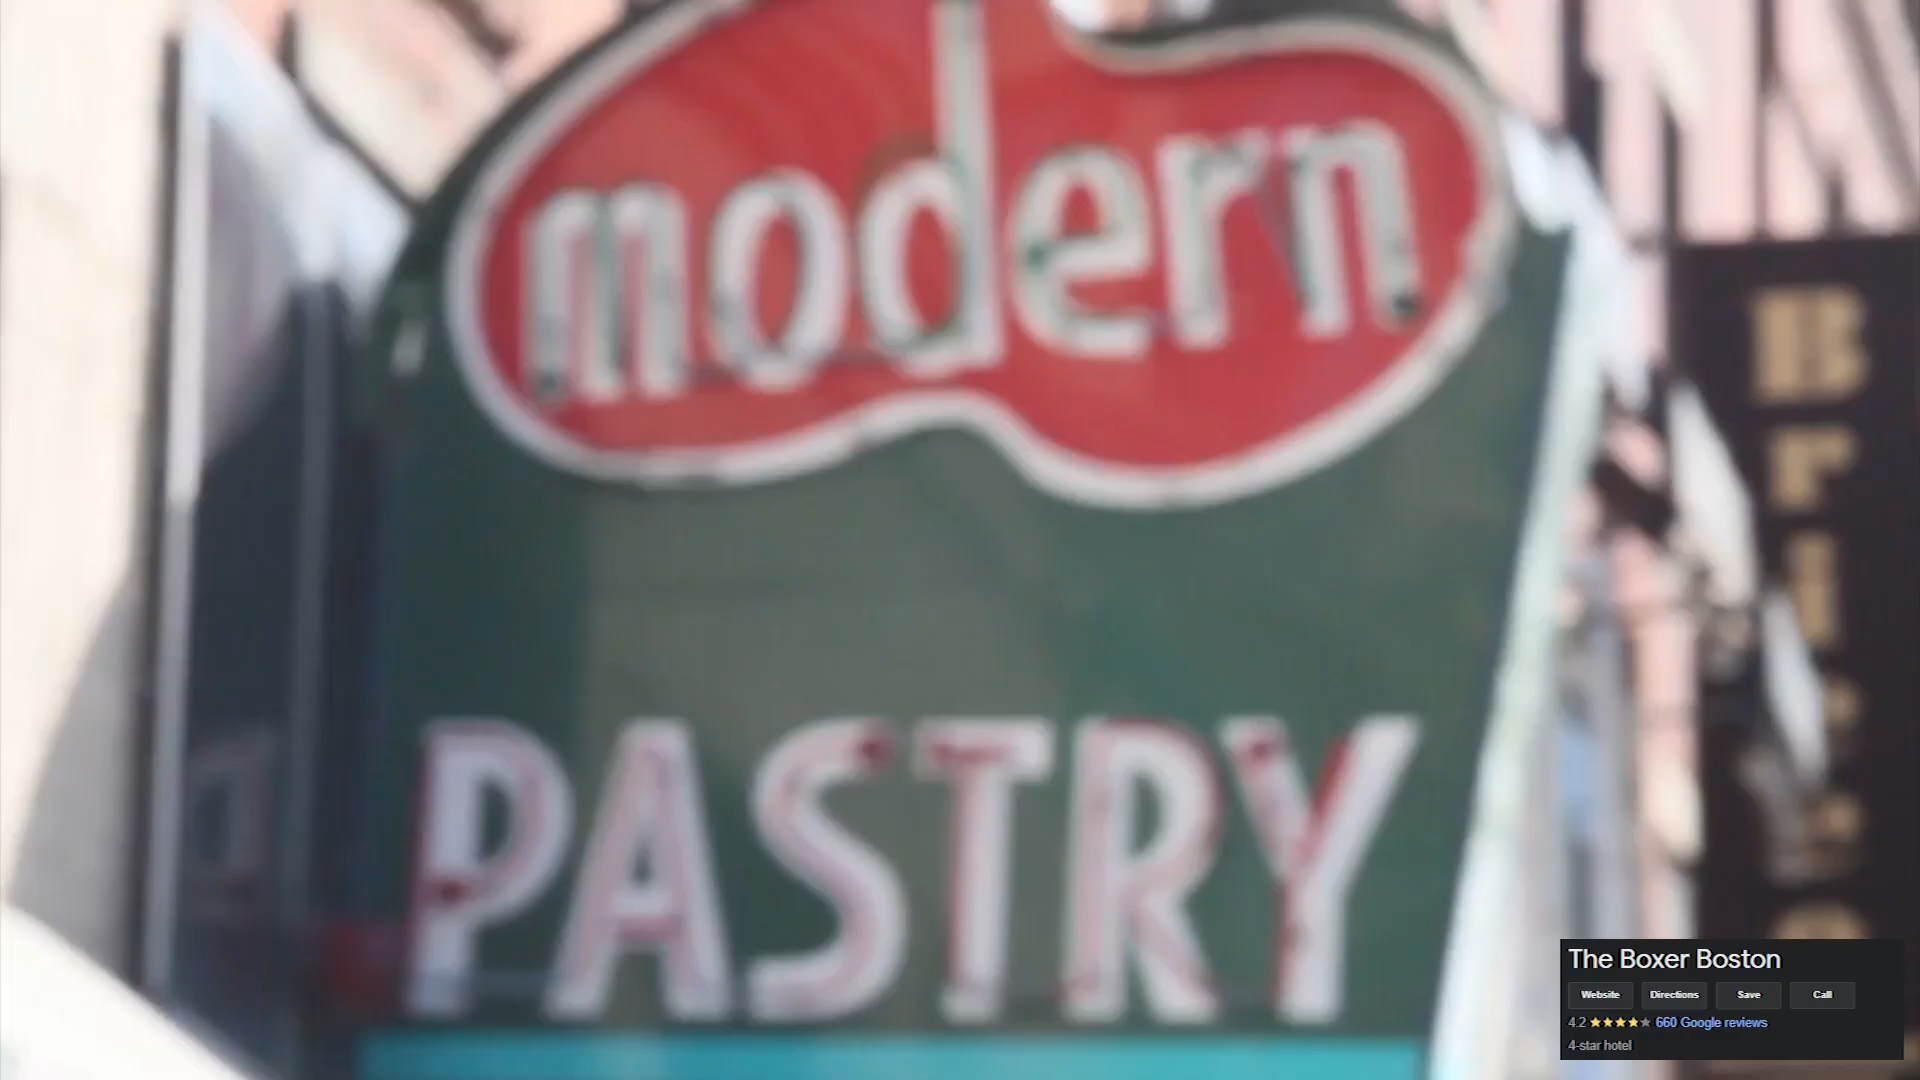 modern
PASTRY
The Boxer Boston
Website Directions Save Call
4.2 660 Google reviews
4-star hotel